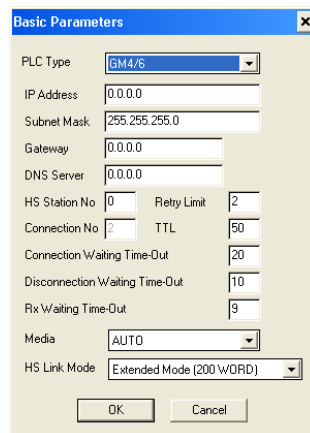 Basic Parameters
PLC Type GM4/6
IP Address 0.0.0.0
Subnet Mask 255.255.255.0
Gateway 0.0.0.0
DNS Server 0.0.0.0
HS Station No 0 Retry Limit 2
Connection No 2 TTL 50
Connection Waiting Time-Out 20
Disconnection Waiting Time-Out 10
Rx Waiting Time-Out 9
Media AUTO
HS Link Mode Extended Mode (200 WORD)
OK Cancel